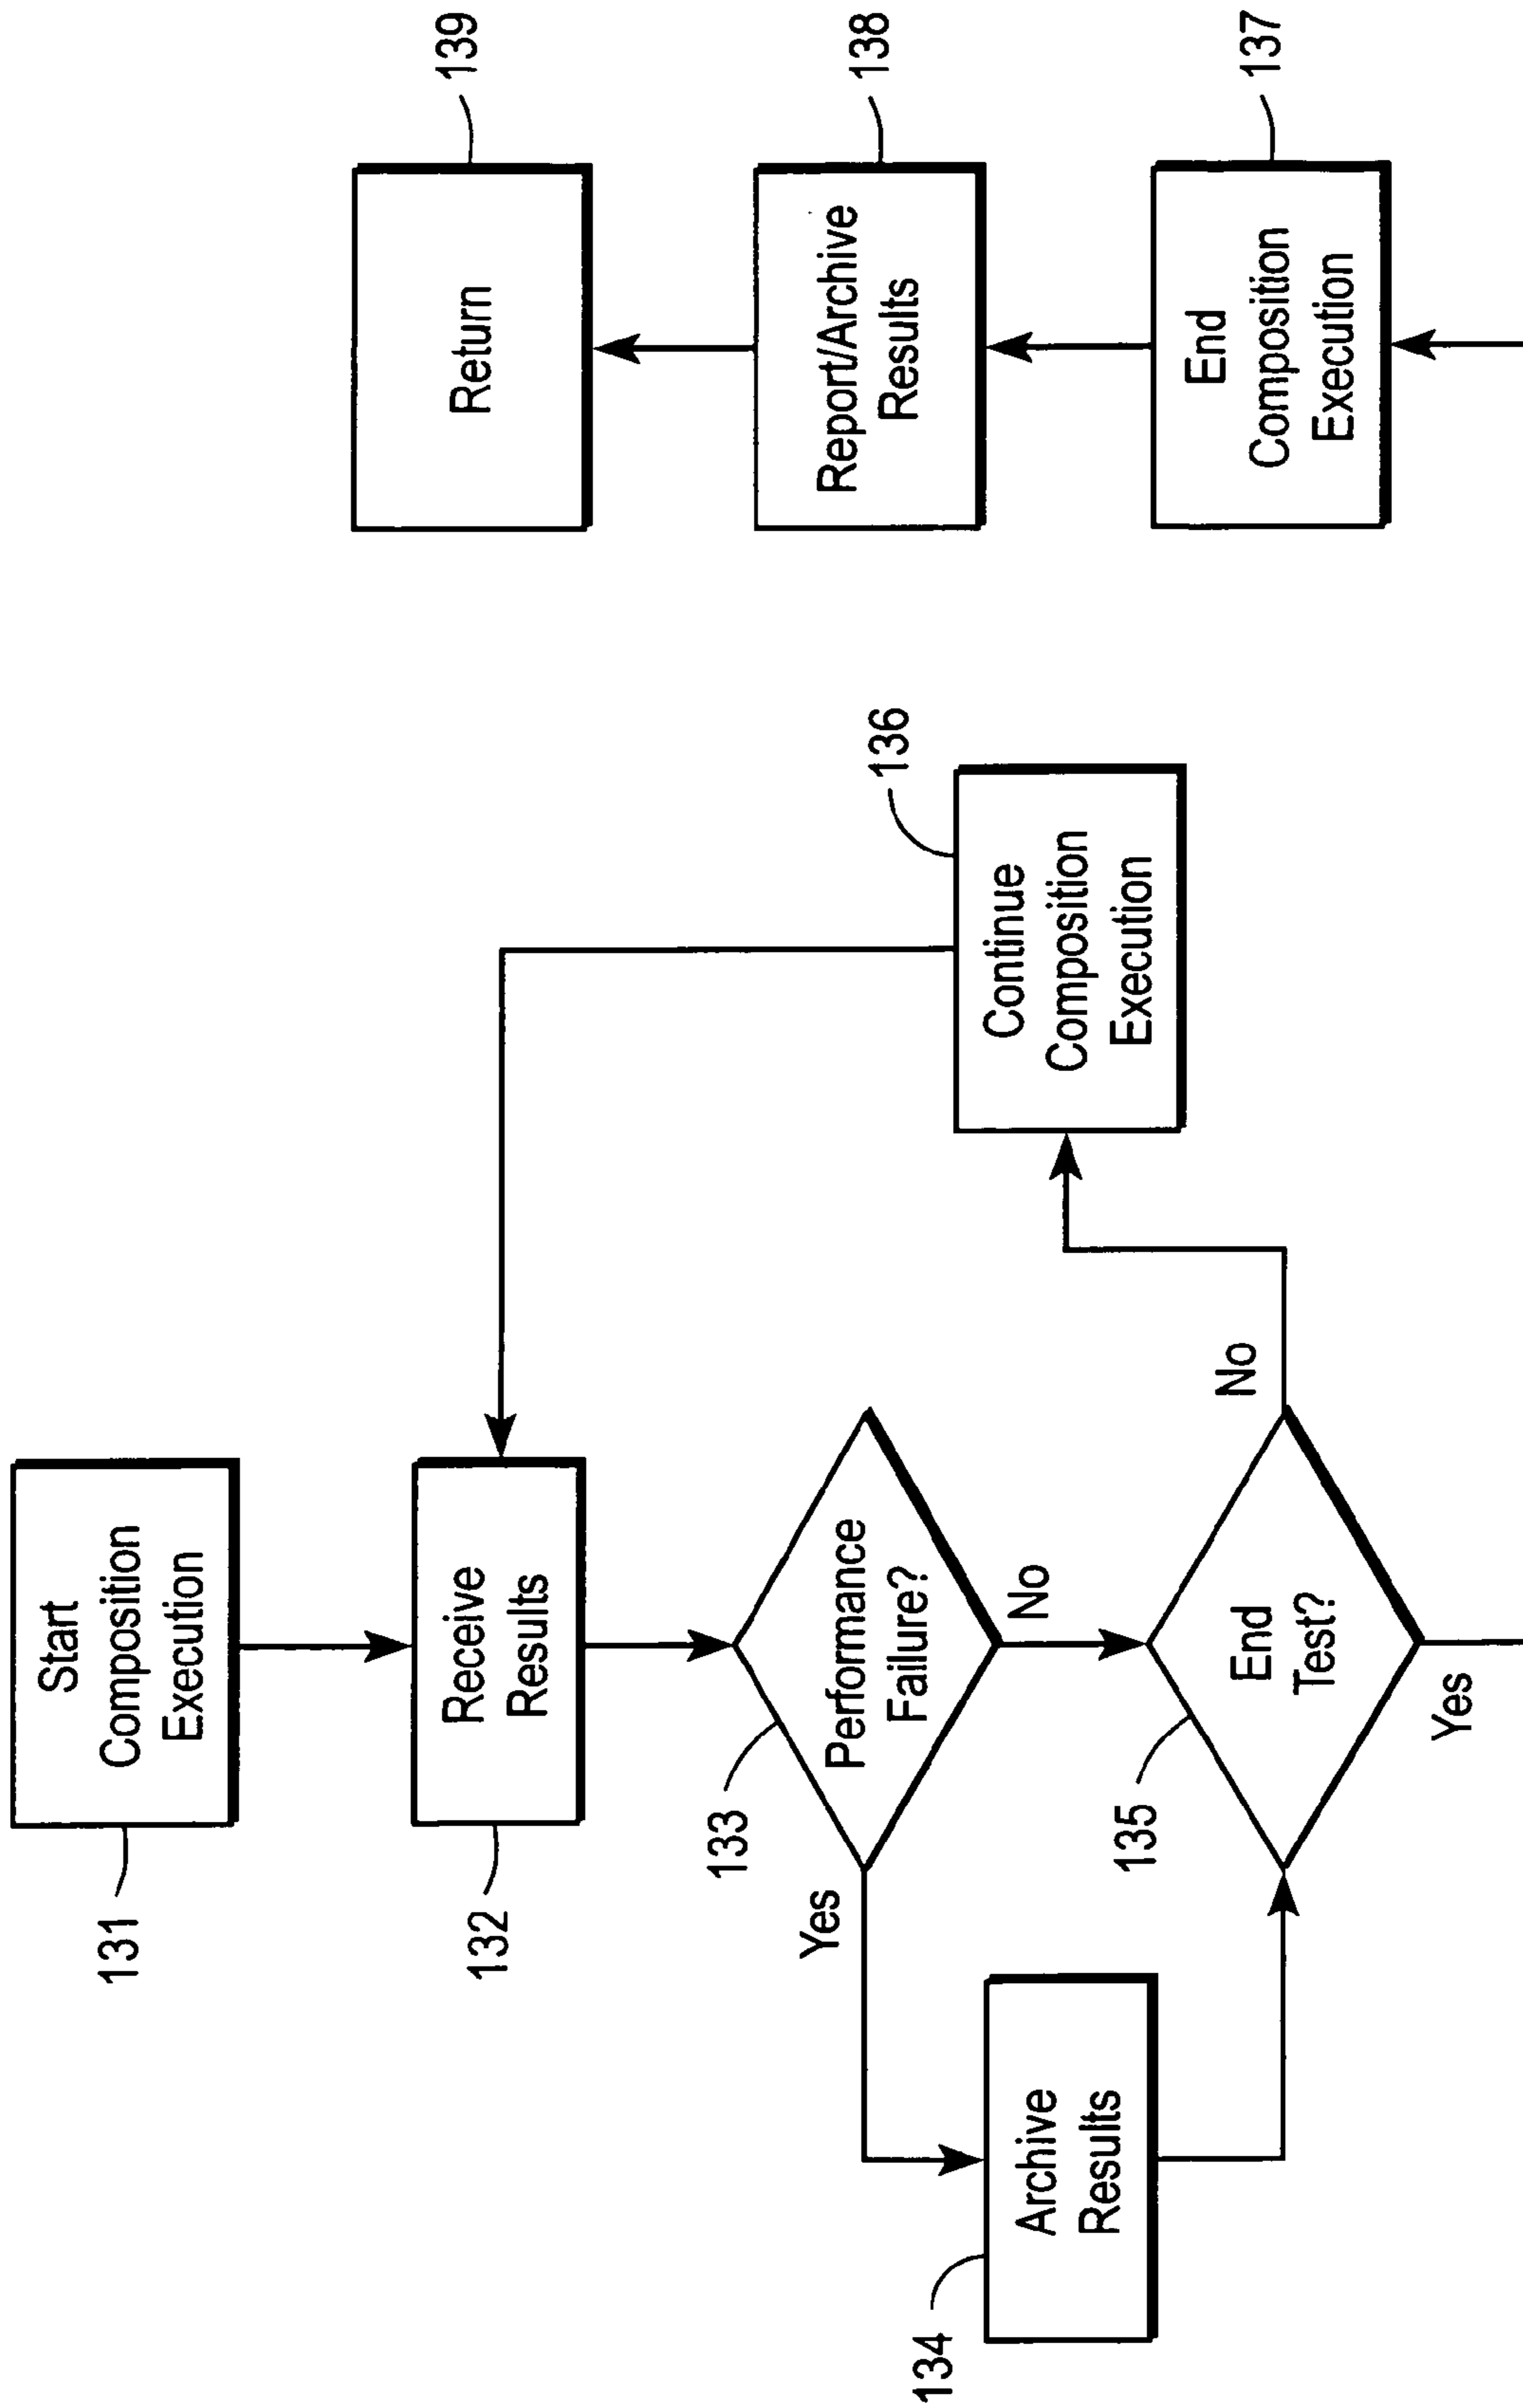 Start
Composition
Execution
131
Receive
Results
132
Performance
Failure?
133
Yes
No
Archive
Results
134
End
Test?
135
No
Yes
Continue
Composition
Execution
136
End
Composition
Execution
137
Report/Archive
Results
138
Return
139